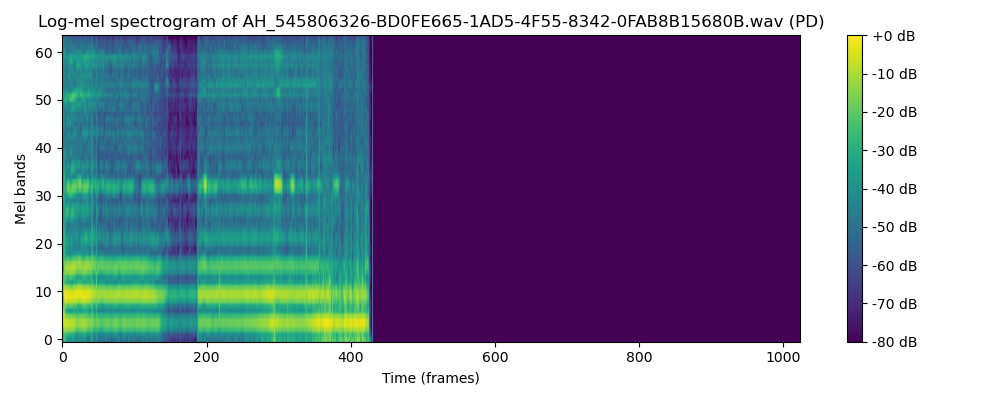 Log-mel spectrogram of AH_545806326-BD0FE665-1AD5-4F55-8342-0FAB8B15680B.wav (PD)
60
50
40
30
20
10
0
Mel bands
0 200 400 600 800 1000
Time (frames)
+0 dB
-10 dB
-20 dB
-30 dB
-40 dB
-50 dB
-60 dB
-70 dB
-80 dB